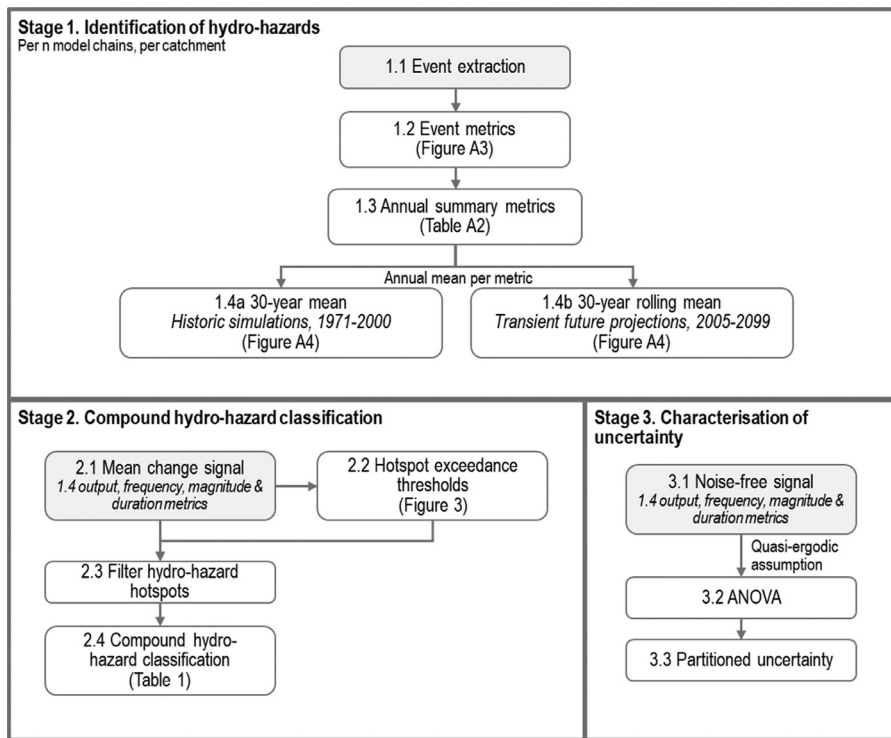 Stage 1. Identification of hydro-hazards
Per n model chains, per catchment
1.1 Event extraction
1.2 Event metrics
(Figure A3)
1.3 Annual summary metrics
(Table A2)
Annual mean per metric
1.4a 30-year mean
Historic simulations, 1971-2000
(Figure A4)
1.4b 30-year rolling mean
Transient future projections, 2005-2099
(Figure A4)
Stage 2. Compound hydro-hazard classification
2.1 Mean change signal
1.4 output, frequency, magnitude &
duration metrics
2.2 Hotspot exceedance
thresholds
(Figure 3)
2.3 Filter hydro-hazard
hotspots
2.4 Compound hydro-
hazard classification
(Table 1)
Stage 3. Characterisation of
uncertainty
3.1 Noise-free signal
1.4 output, frequency, magnitude &
duration metrics
Quasi-ergodic
assumption
3.2 ANOVA
3.3 Partitioned uncertainty